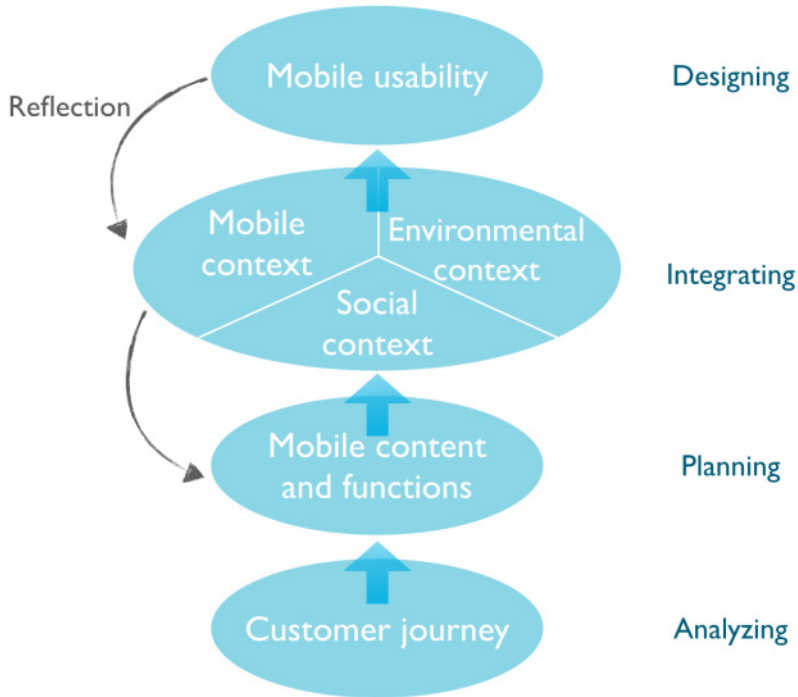 Mobile usability
Designing
Reflection
Mobile
context
Environmental
context
Social
context
Integrating
Mobile content
and functions
Planning
Customer journey
Analyzing